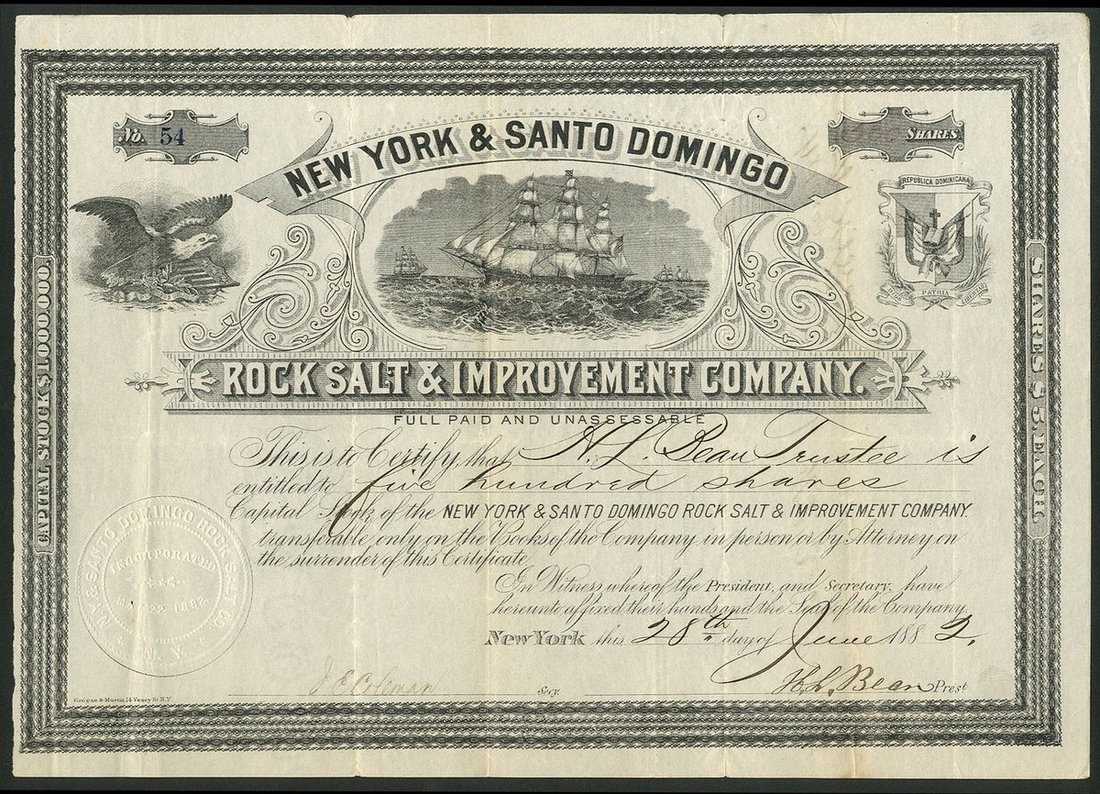 No. 54
SHARES
NEW YORK & SANTO DOMINGO
REPUBLICA DOMINICANA
DIOS PATRIA LIBERTAD
ROCK SALT & IMPROVEMENT COMPANY.
FULL PAID AND UNASSESSABLE
CAPITAL STOCK $1,000,000.
SHARES $5 EACH
This is to Certify, that H. L. Bean Trustee is
entitled to five hundred shares
Capital Stock of the NEW YORK & SANTO DOMINGO ROCK SALT & IMPROVEMENT COMPANY.
transferable only on the Books of the Company in person or by Attorney on
the surrender of this Certificate.
In Witness whereof the President, and Secretary, have
hereunto affixed their hands and the Seal of the Company
New York this 28th day of June 1882.
N.Y. & SANTO DOMINGO ROCK SALT CO.
INCORPORATED
1882
N.Y.
J E Coleman Secy.
H. L. Bean Prest
Martin, 14 Vesey St. N.Y.